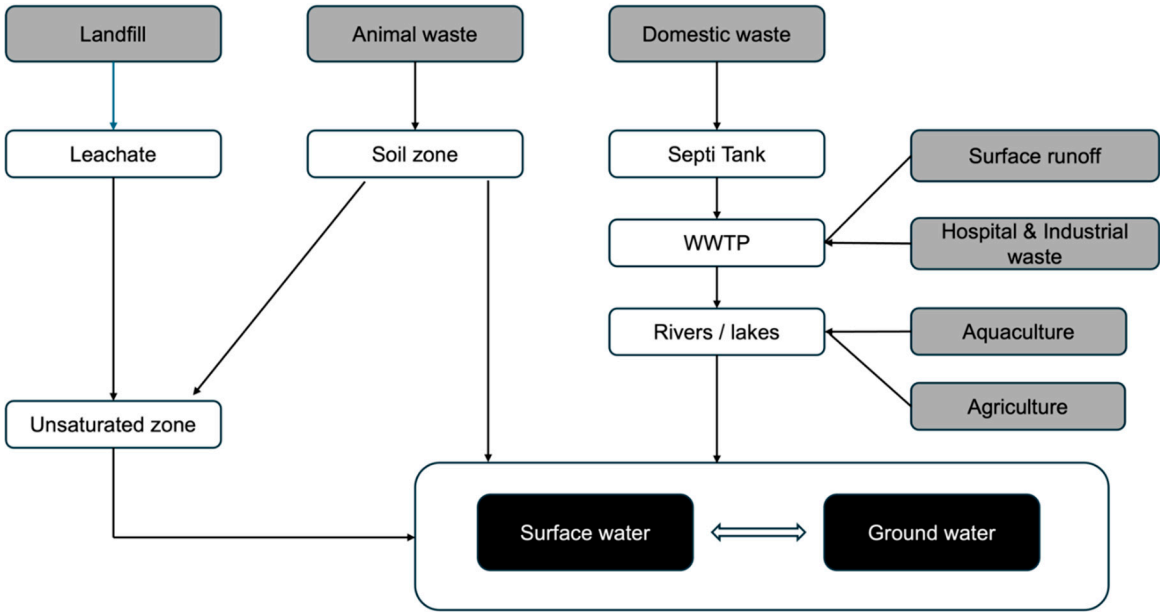 Landfill
Animal waste
Domestic waste
Leachate
Soil zone
Septi Tank
Surface runoff
WWTP
Hospital & Industrial
waste
Rivers / lakes
Aquaculture
Agriculture
Unsaturated zone
Surface water
Ground water